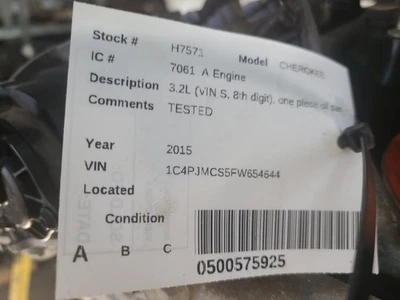 Stock # H7571 Model CHEROKEE
IC # 7061 A Engine
Description 3.2L (VIN S, 8th digit), one piece oil pan
Comments TESTED
Year 2015
VIN 1C4PJMCS5FW654644
Located
Condition
A B C
0500575925